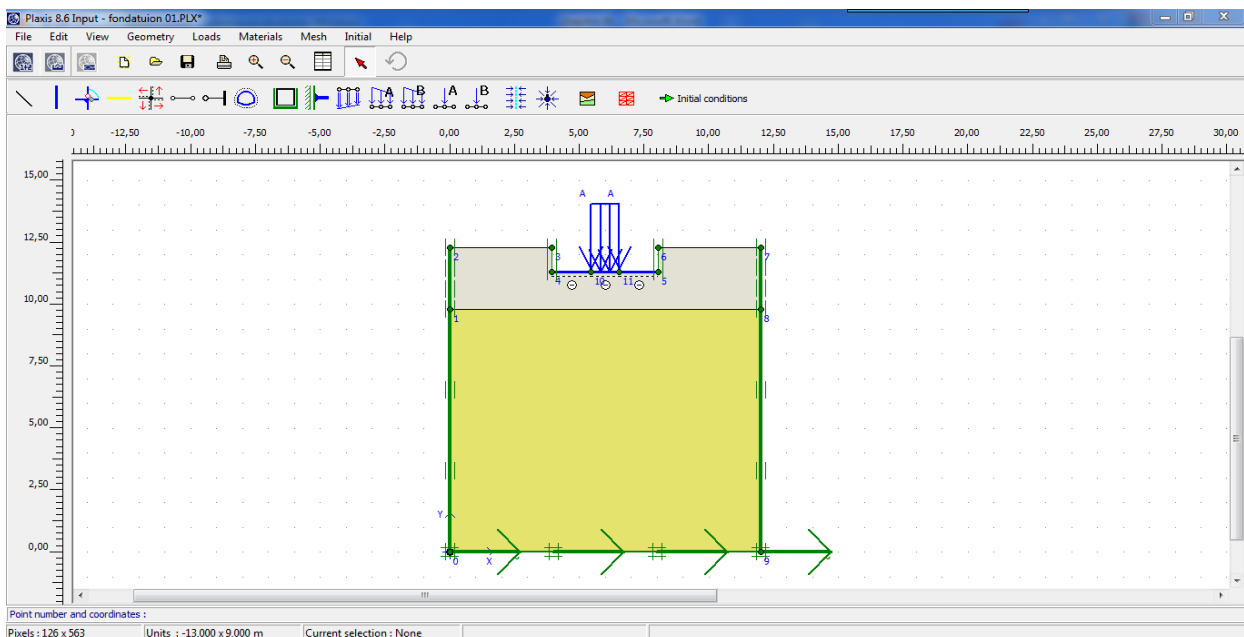 Plaxis 8.6 Input - fondatuion 01.PLX*
File Edit View Geometry Loads Materials Mesh Initial Help
A B A B Initial conditions
-12,50 -10,00 -7,50 -5,00 -2,50 0,00 2,50 5,00 7,50 10,00 12,50 15,00 17,50 20,00 22,50 25,00 27,50 30,00
15,00
A A
12,50
2 3 6 7
4 10 11 5
10,00
1 8
7,50
5,00
2,50
Y
0,00
0 X 9
Point number and coordinates :
Pixels : 126 x 563 Units : -13.000 x 9.000 m Current selection : None